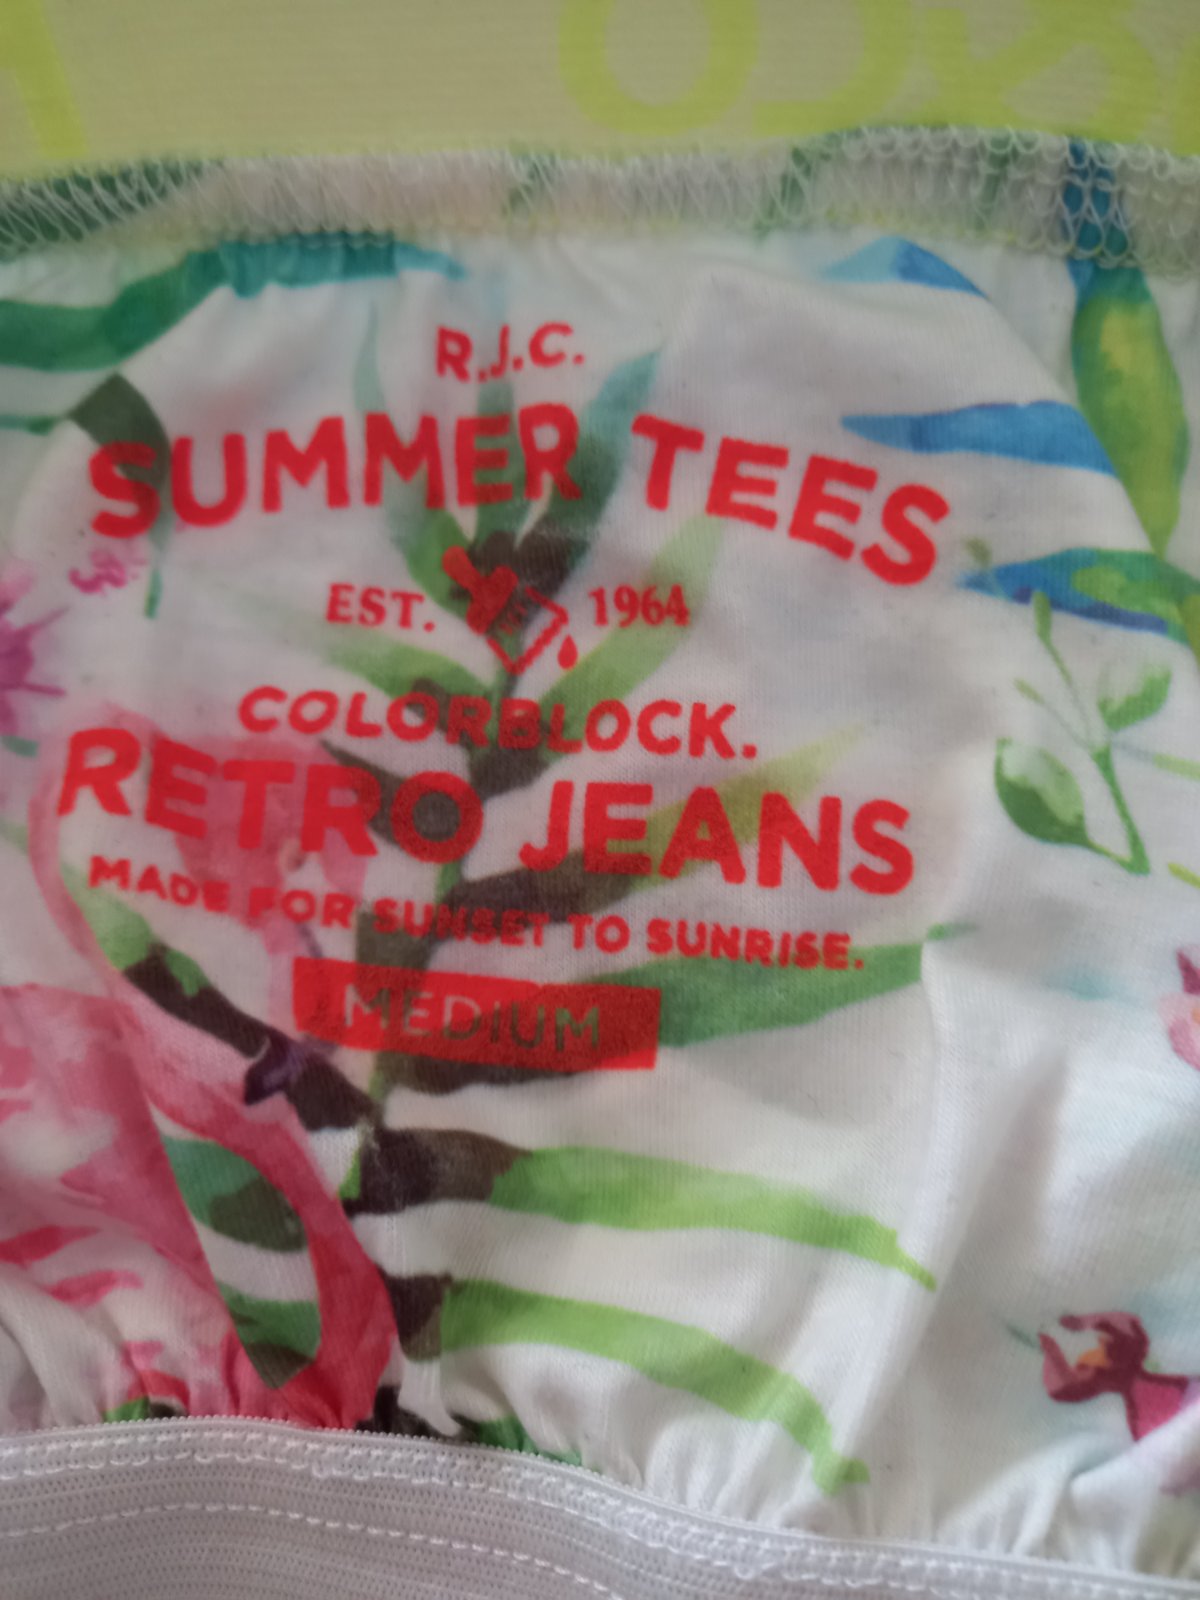 R.J.C.
SUMMER TEES
EST. 1964
COLORBLOCK.
RETRO JEANS
MADE FOR SUNSET TO SUNRISE.
MEDIUM